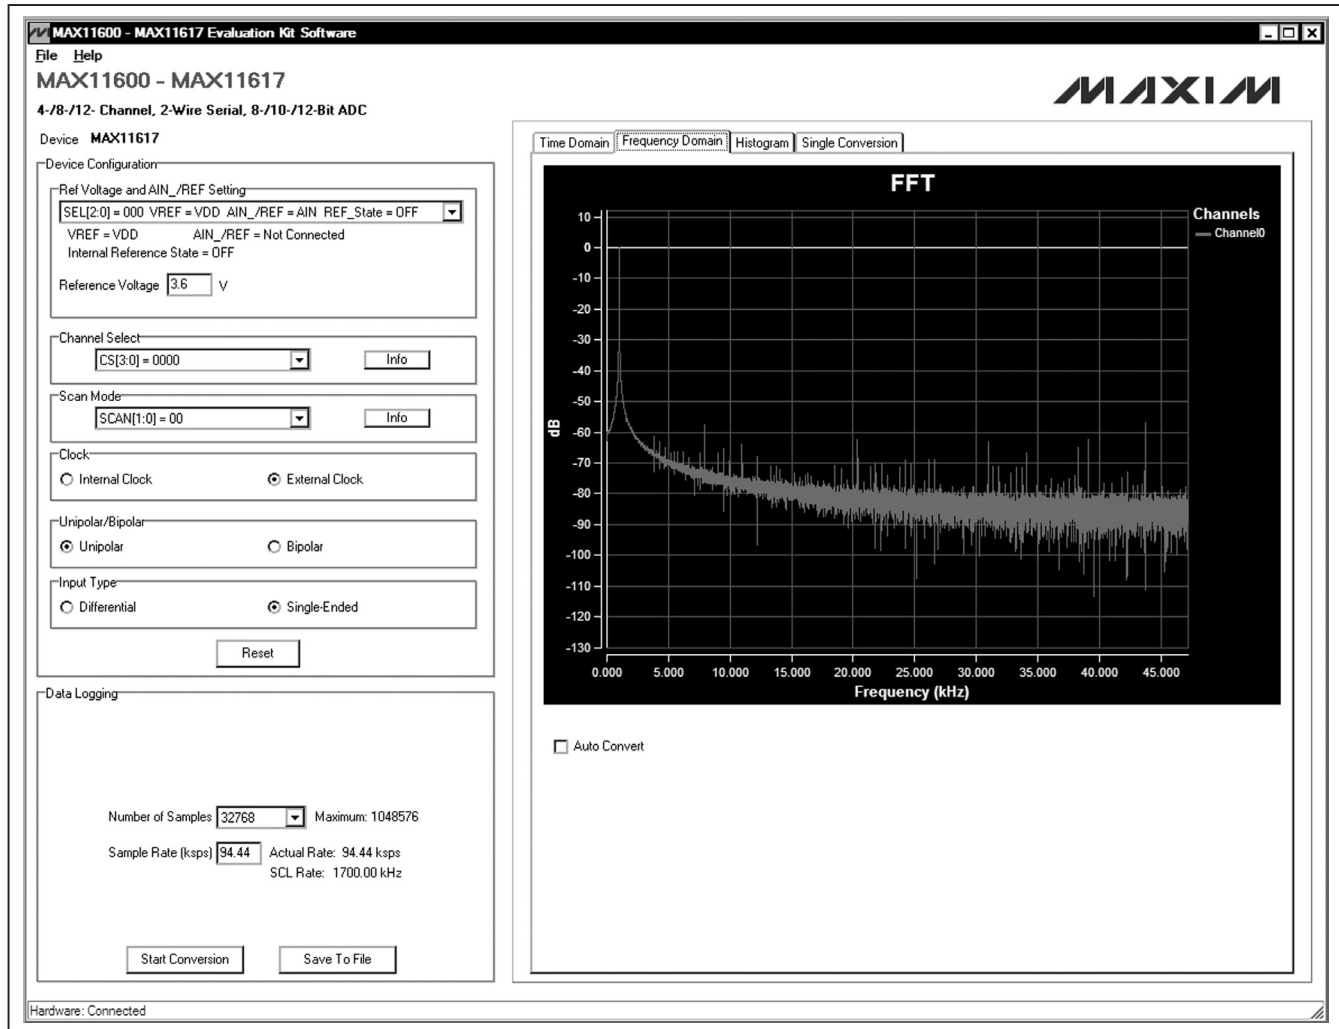 MAX11600 - MAX11617 Evaluation Kit Software
File Help
MAX11600 - MAX11617
4-/8-/12- Channel, 2-Wire Serial, 8-/10-/12-Bit ADC
MAXIM
Device MAX11617
Device Configuration
Ref Voltage and AIN_/REF Setting
SEL[2:0] = 000 VREF = VDD AIN_/REF = AIN REF_State = OFF
VREF = VDD AIN_/REF = Not Connected
Internal Reference State = OFF
Reference Voltage 3.6 V
Channel Select
CS[3:0] = 0000 Info
Scan Mode
SCAN[1:0] = 00 Info
Clock
Internal Clock External Clock
Unipolar/Bipolar
Unipolar Bipolar
Input Type
Differential Single-Ended
Reset
Data Logging
Number of Samples 32768 Maximum: 1048576
Sample Rate (ksps) 94.44 Actual Rate: 94.44 ksps
SCL Rate: 1700.00 kHz
Start Conversion Save To File
Time Domain Frequency Domain Histogram Single Conversion
FFT
Channels
Channel0
10
0
-10
-20
-30
-40
-50
-60
-70
-80
-90
-100
-110
-120
-130
dB
0.000 5.000 10.000 15.000 20.000 25.000 30.000 35.000 40.000 45.000
Frequency (kHz)
Auto Convert
Hardware: Connected